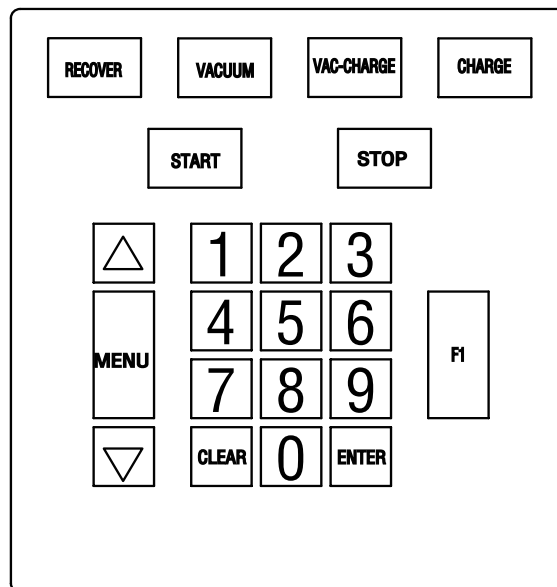 RECOVER VACUUM VAC-CHARGE CHARGE
START STOP
1 2 3
4 5 6
MENU F1
7 8 9
CLEAR 0 ENTER